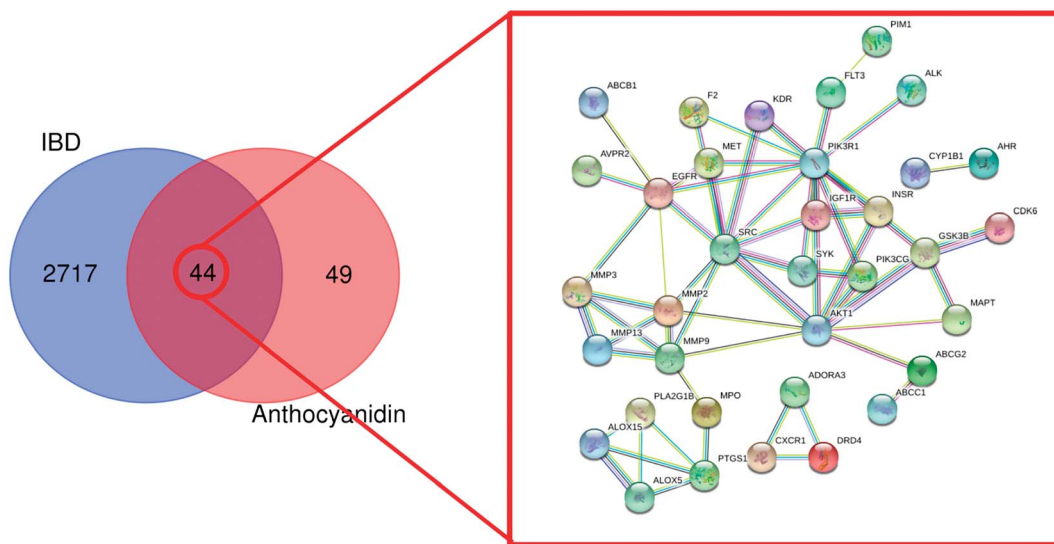 IBD
2717
44
49
Anthocyanidin
PIM1
FLT3
ALK
ABCB1
F2
KDR
MET
PIK3R1
AVPR2
EGFR
CYP1B1
AHR
IGF1R
INSR
CDK6
SRC
GSK3B
SYK
PIK3CG
MMP3
MMP2
MAPT
AKT1
MMP13
MMP9
ABCG2
ADORA3
ABCC1
PLA2G1B
MPO
ALOX15
CXCR1
DRD4
PTGS1
ALOX5